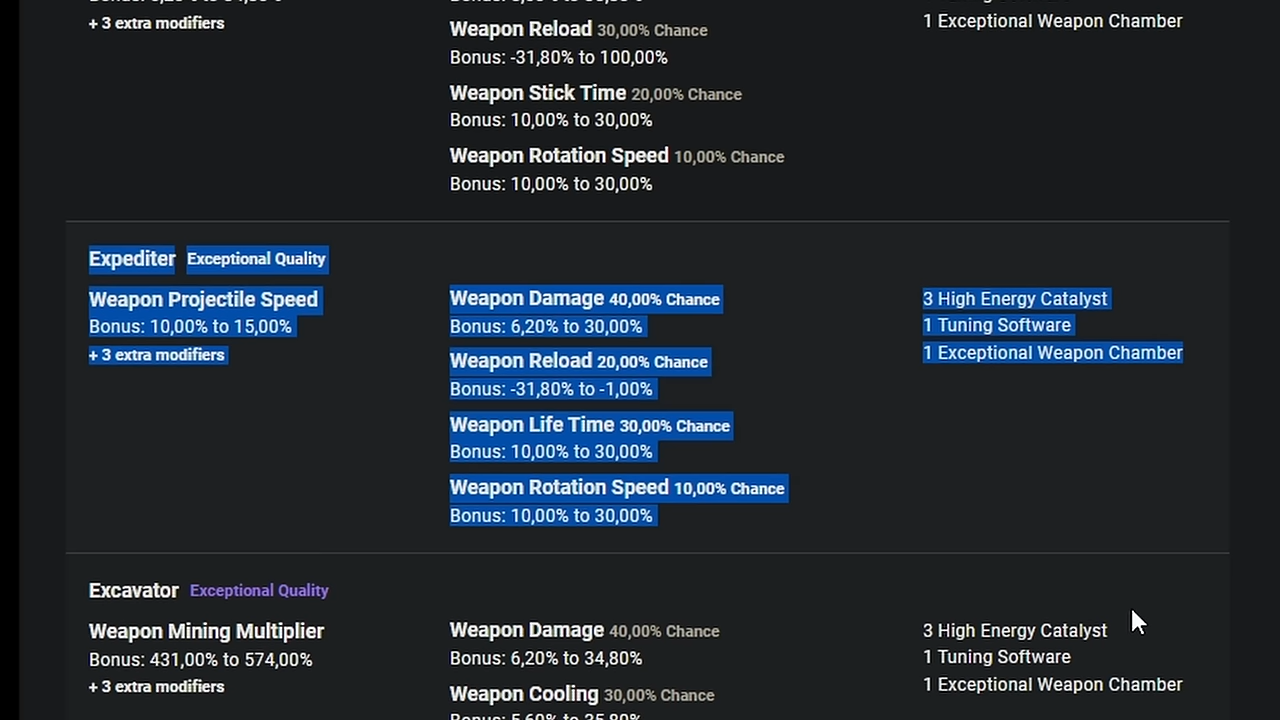 + 3 extra modifiers
Weapon Reload 30,00% Chance
Bonus: -31,80% to 100,00%
Weapon Stick Time 20,00% Chance
Bonus: 10,00% to 30,00%
Weapon Rotation Speed 10,00% Chance
Bonus: 10,00% to 30,00%
1 Exceptional Weapon Chamber
Expediter Exceptional Quality
Weapon Projectile Speed
Bonus: 10,00% to 15,00%
+ 3 extra modifiers
Weapon Damage 40,00% Chance
Bonus: 6,20% to 30,00%
Weapon Reload 20,00% Chance
Bonus: -31,80% to -1,00%
Weapon Life Time 30,00% Chance
Bonus: 10,00% to 30,00%
Weapon Rotation Speed 10,00% Chance
Bonus: 10,00% to 30,00%
3 High Energy Catalyst
1 Tuning Software
1 Exceptional Weapon Chamber
Excavator Exceptional Quality
Weapon Mining Multiplier
Bonus: 431,00% to 574,00%
+ 3 extra modifiers
Weapon Damage 40,00% Chance
Bonus: 6,20% to 34,80%
Weapon Cooling 30,00% Chance
3 High Energy Catalyst
1 Tuning Software
1 Exceptional Weapon Chamber